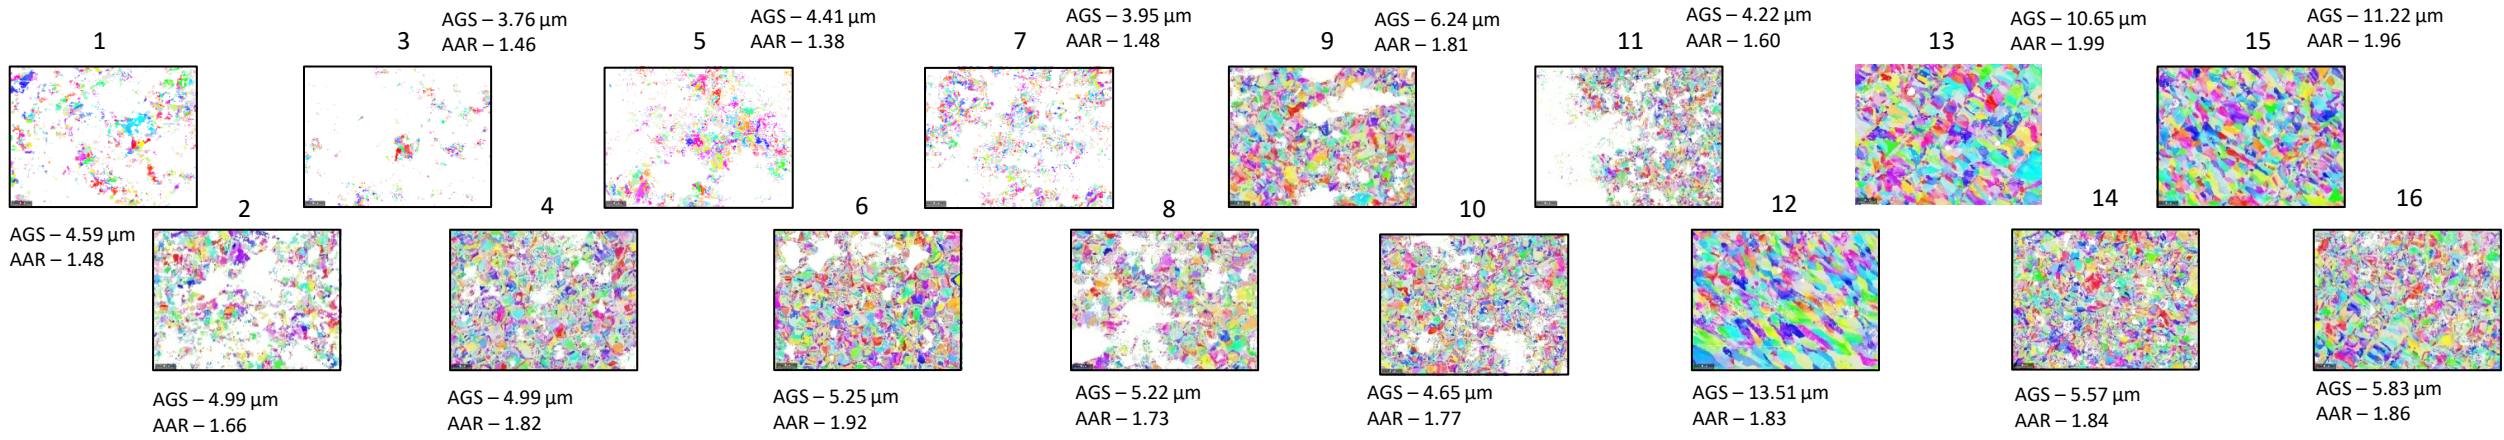 1
AGS – 4.59 µm
AAR – 1.48
2
AGS – 4.99 µm
AAR – 1.66
3
AGS – 3.76 µm
AAR – 1.46
4
AGS – 4.99 µm
AAR – 1.82
5
AGS – 4.41 µm
AAR – 1.38
6
AGS – 5.25 µm
AAR – 1.92
7
AGS – 3.95 µm
AAR – 1.48
8
AGS – 5.22 µm
AAR – 1.73
9
AGS – 6.24 µm
AAR – 1.81
10
AGS – 4.65 µm
AAR – 1.77
11
AGS – 4.22 µm
AAR – 1.60
12
AGS – 13.51 µm
AAR – 1.83
13
AGS – 10.65 µm
AAR – 1.99
14
AGS – 5.57 µm
AAR – 1.84
15
AGS – 11.22 µm
AAR – 1.96
16
AGS – 5.83 µm
AAR – 1.86